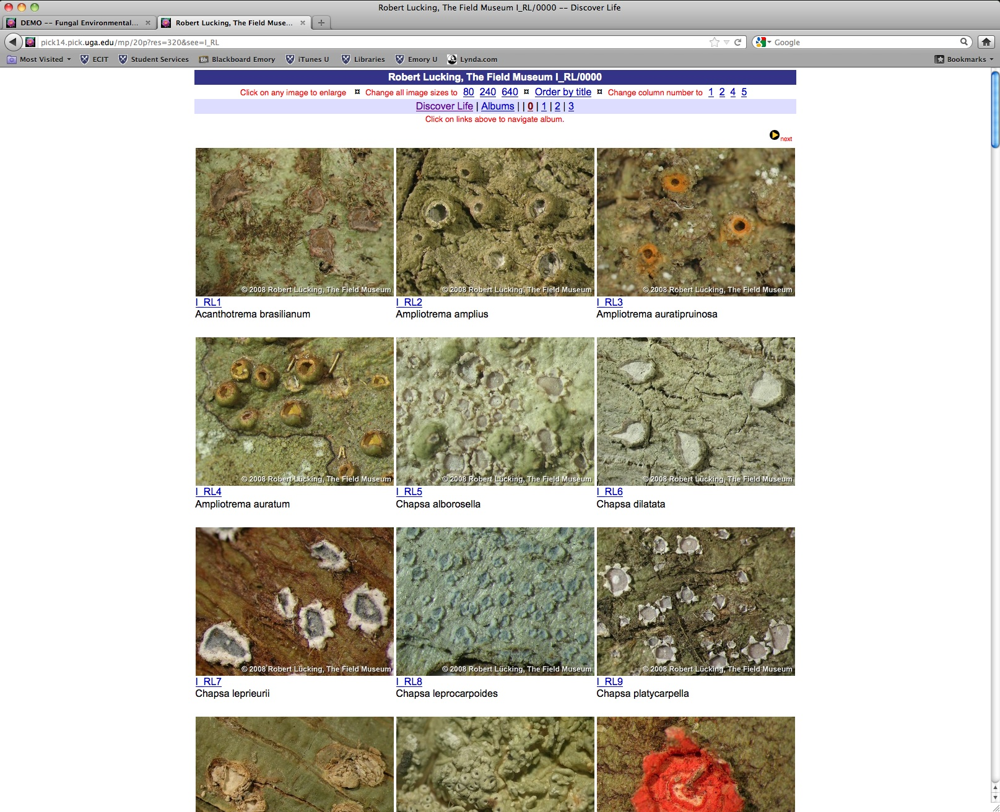 Robert Lucking, The Field Museum I_RL/0000 -- Discover Life
DEMO -- Fungal Environmental...
Robert Lucking, The Field Muse...
pick14.pick.uga.edu/mp/20p?res=320&see=I_RL
Google
Most Visited ECIT Student Services Bb Blackboard Emory iTunes U Libraries Emory U Lynda.com Bookmarks
Robert Lucking, The Field Museum I_RL/0000
Click on any image to enlarge ¤ Change all image sizes to 80 240 640 ¤ Order by title ¤ Change column number to 1 2 4 5
Discover Life | Albums | | 0 | 1 | 2 | 3
Click on links above to navigate album.
next
© 2008 Robert Lücking, The Field Museum © 2008 Robert Lücking, The Field Museum © 2008 Robert Lücking, The Field Museum
I_RL1 I_RL2 I_RL3
Acanthotrema brasilianum Ampliotrema amplius Ampliotrema auratipruinosa
© 2008 Robert Lücking, The Field Museum © 2008 Robert Lücking, The Field Museum © 2008 Robert Lücking, The Field Museum
I_RL4 I_RL5 I_RL6
Ampliotrema auratum Chapsa alborosella Chapsa dilatata
© 2008 Robert Lücking, The Field Museum © 2008 Robert Lücking, The Field Museum © 2008 Robert Lücking, The Field Museum
I_RL7 I_RL8 I_RL9
Chapsa leprieurii Chapsa leprocarpoides Chapsa platycarpella